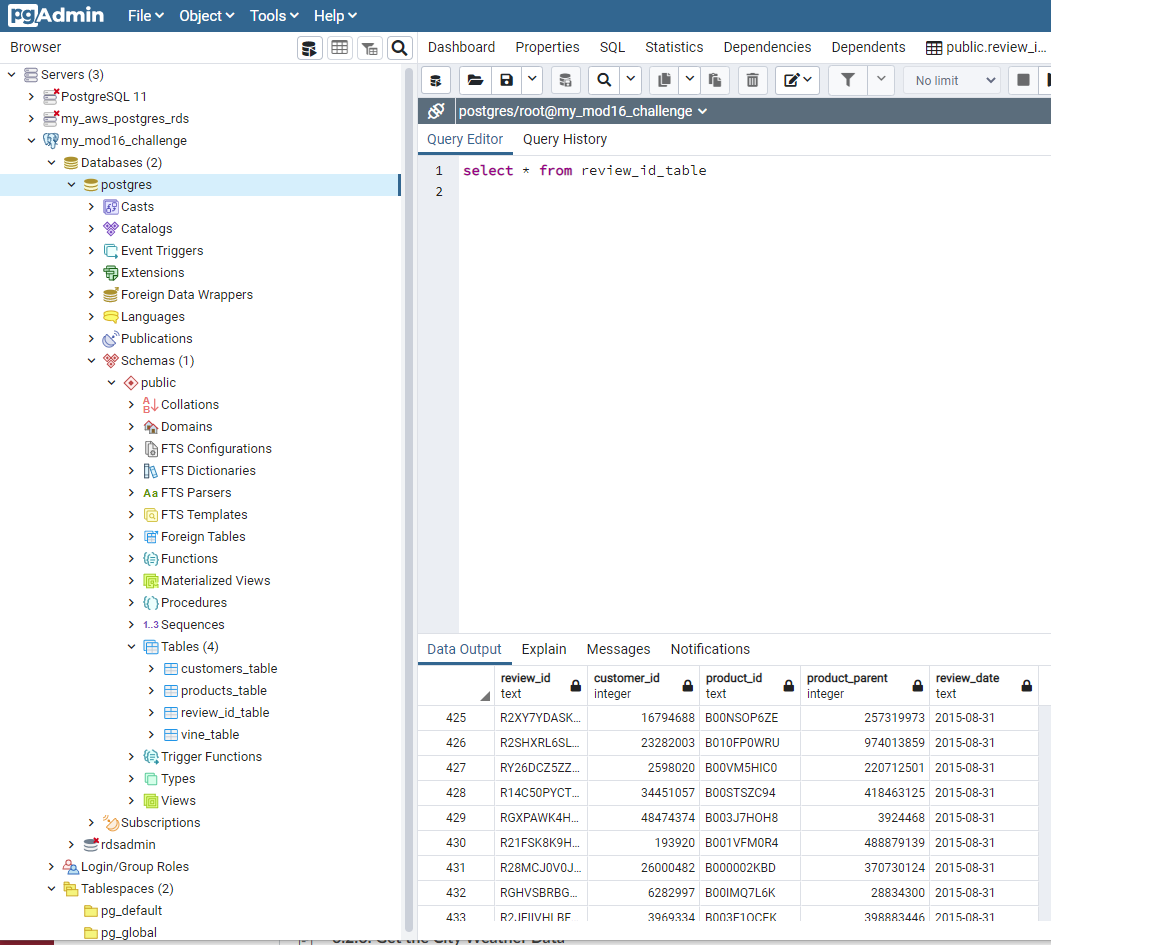 pgAdmin File Object Tools Help
Browser
Dashboard Properties SQL Statistics Dependencies Dependents public.review_i...
Servers (3)
PostgreSQL 11
my_aws_postgres_rds
my_mod16_challenge
Databases (2)
postgres
Casts
Catalogs
Event Triggers
Extensions
Foreign Data Wrappers
Languages
Publications
Schemas (1)
public
Collations
Domains
FTS Configurations
FTS Dictionaries
Aa FTS Parsers
FTS Templates
Foreign Tables
Functions
Materialized Views
Procedures
1..3 Sequences
Tables (4)
customers_table
products_table
review_id_table
vine_table
Trigger Functions
Types
Views
Subscriptions
rdsadmin
Login/Group Roles
Tablespaces (2)
pg_default
pg_global
No limit
postgres/root@my_mod16_challenge
Query Editor Query History
1 select * from review_id_table
2
Data Output Explain Messages Notifications
review_id customer_id product_id product_parent review_date
text integer text integer text
425 R2XY7YDASK... 16794688 B00NSOP6ZE 257319973 2015-08-31
426 R2SHXRL6SL... 23282003 B010FP0WRU 974013859 2015-08-31
427 RY26DCZ5ZZ... 2598020 B00VM5HIC0 220712501 2015-08-31
428 R14C50PYCT... 34451057 B00STSZC94 418463125 2015-08-31
429 RGXPAWK4H... 48474374 B003J7HOH8 3924468 2015-08-31
430 R21FSK8K9H... 193920 B001VFM0R4 488879139 2015-08-31
431 R28MCJ0V0J... 26000482 B000002KBD 370730124 2015-08-31
432 RGHVSBRBG... 6282997 B00IMQ7L6K 28834300 2015-08-31
433 3969334 398883446 2015-08-31